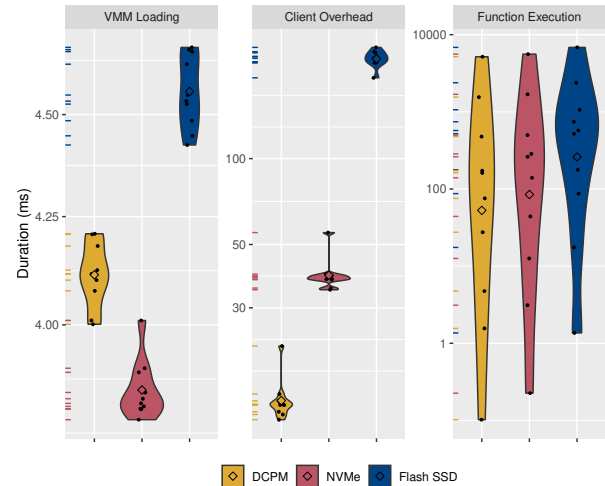 VMM Loading
Client Overhead
Function Execution
Duration (ms)
4.50
4.25
4.00
100
50
30
10000
100
1
DCPM
NVMe
Flash SSD